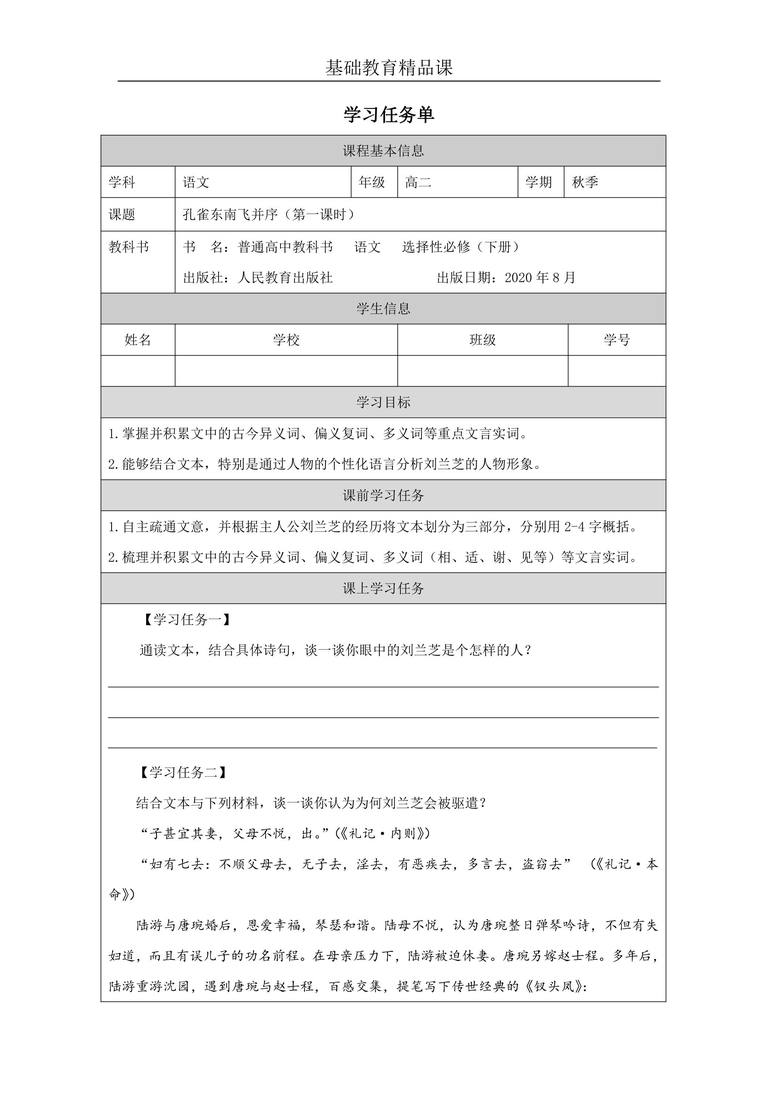 基础教育精品课
学习任务单
课程基本信息
学科 语文 年级 高二 学期 秋季
课题 孔雀东南飞并序（第一课时）
教科书 书 名：普通高中教科书 语文 选择性必修（下册）
出版社：人民教育出版社 出版日期：2020 年 8 月
学生信息
姓名 学校 班级 学号
学习目标
1.掌握并积累文中的古今异义词、偏义复词、多义词等重点文言实词。
2.能够结合文本，特别是通过人物的个性化语言分析刘兰芝的人物形象。
课前学习任务
1.自主疏通文意，并根据主人公刘兰芝的经历将文本划分为三部分，分别用 2-4 字概括。
2.梳理并积累文中的古今异义词、偏义复词、多义词（相、适、谢、见等）等文言实词。
课上学习任务
【学习任务一】
通读文本，结合具体诗句，谈一谈你眼中的刘兰芝是个怎样的人？
【学习任务二】
结合文本与下列材料，谈一谈你认为为何刘兰芝会被驱遣？
“子甚宜其妻，父母不悦，出。”（《礼记·内则》）
“妇有七去：不顺父母去，无子去，淫去，有恶疾去，多言去，盗窃去” （《礼记·本
命》）
陆游与唐琬婚后，恩爱幸福，琴瑟和谐。陆母不悦，认为唐琬整日弹琴吟诗，不但有失
妇道，而且有误儿子的功名前程。在母亲压力下，陆游被迫休妻。唐琬另嫁赵士程。多年后，
陆游重游沈园，遇到唐琬与赵士程，百感交集，提笔写下传世经典的《钗头凤》：